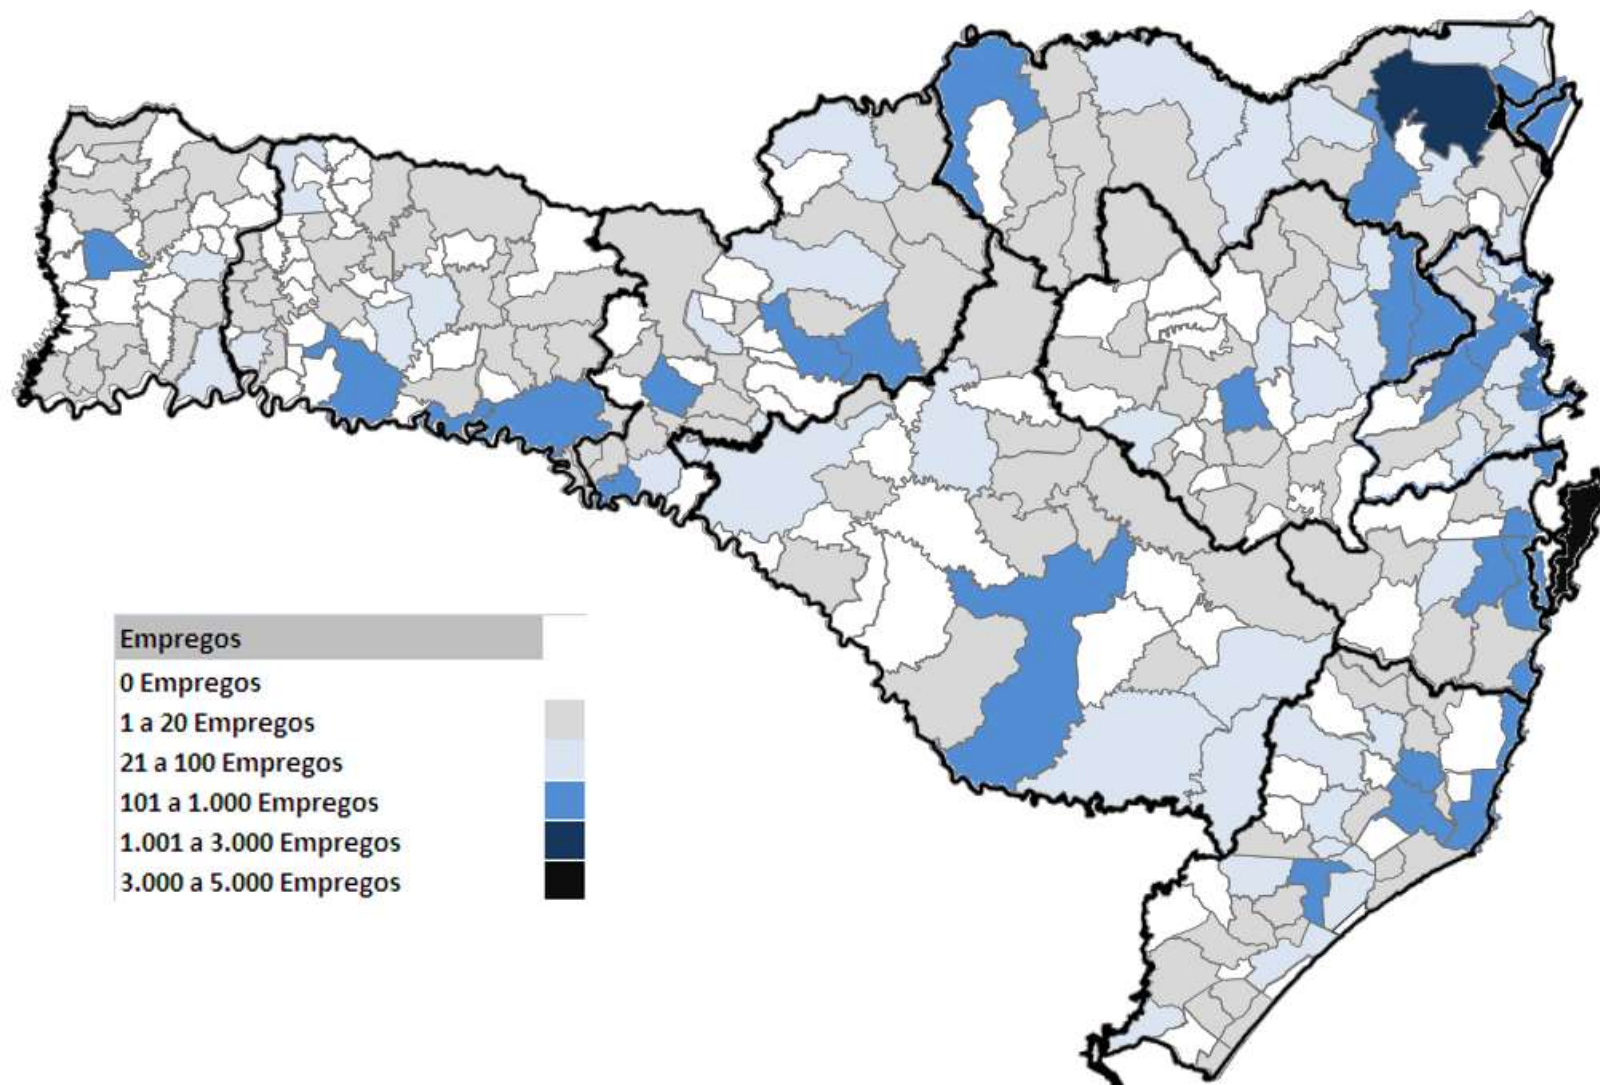 Empregos
0 Empregos
1 a 20 Empregos
21 a 100 Empregos
101 a 1.000 Empregos
1.001 a 3.000 Empregos
3.000 a 5.000 Empregos